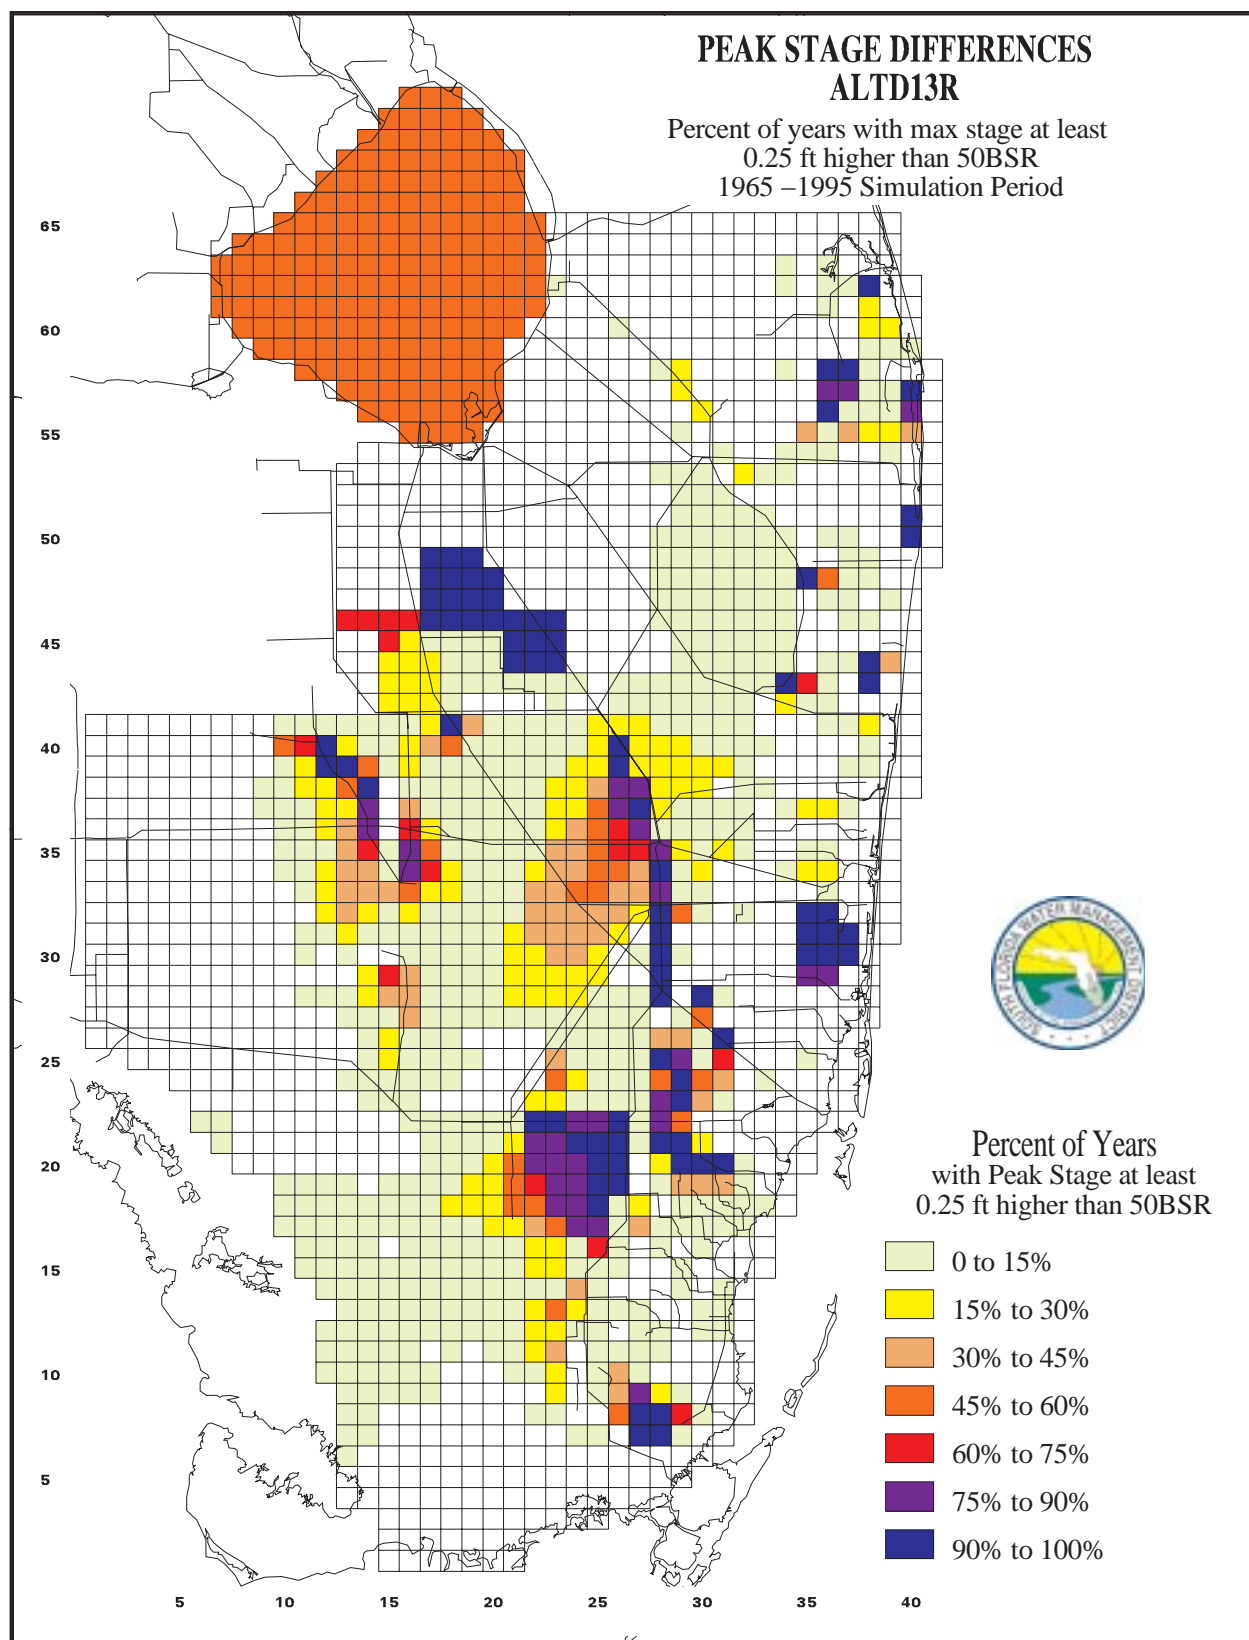 PEAK STAGE DIFFERENCES
ALTD13R
Percent of years with max stage at least
0.25 ft higher than 50BSR
1965 –1995 Simulation Period
65
60
55
50
45
40
35
30
25
20
15
10
5
5
10
15
20
25
30
35
40
SOUTH FLORIDA WATER MANAGEMENT DISTRICT
Percent of Years
with Peak Stage at least
0.25 ft higher than 50BSR
0 to 15%
15% to 30%
30% to 45%
45% to 60%
60% to 75%
75% to 90%
90% to 100%
“